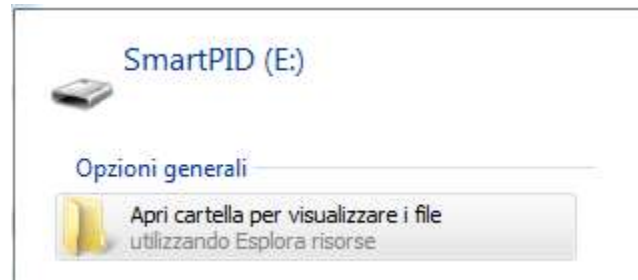 SmartPID (E:)
Opzioni generali
Apri cartella per visualizzare i file
utilizzando Esplora risorse